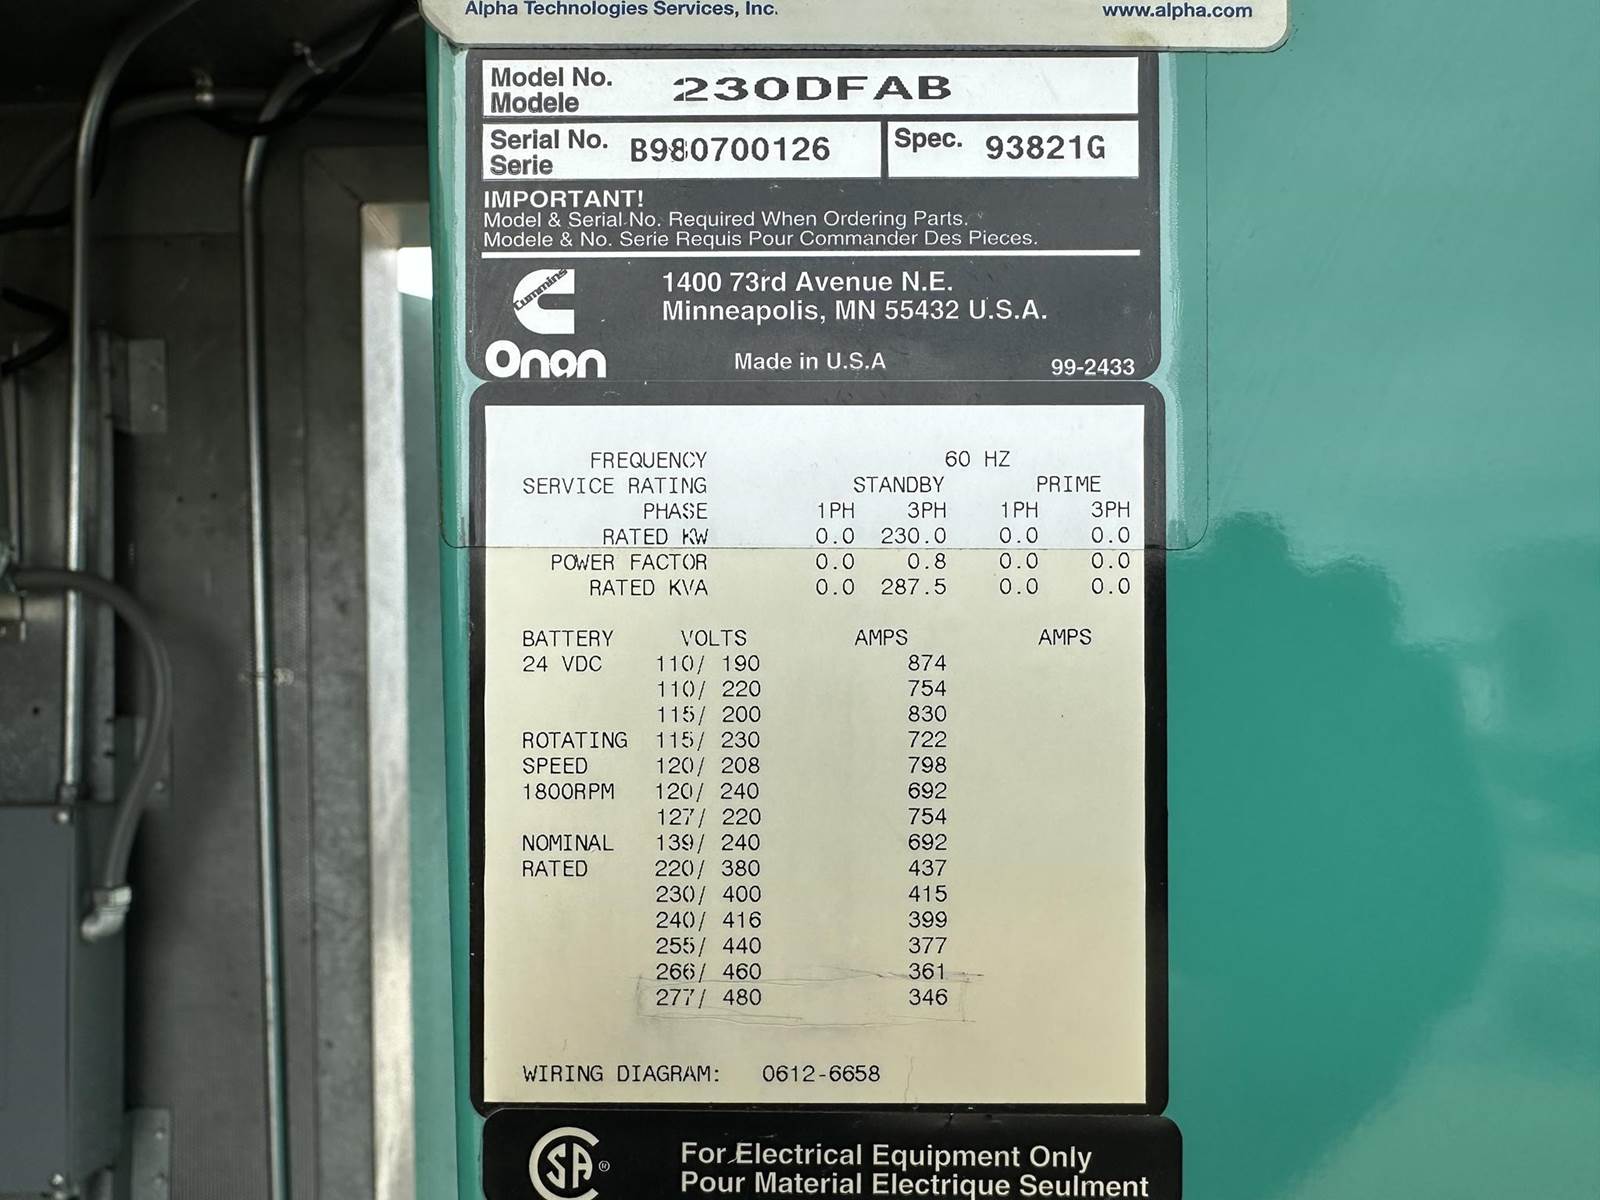 Alpha Technologies Services, Inc. www.alpha.com
Model No. 230DFAB
Modele
Serial No. B980700126 Spec. 93821G
Serie
IMPORTANT!
Model & Serial No. Required When Ordering Parts.
Modele & No. Serie Requis Pour Commander Des Pieces.
Cummins
Onan
1400 73rd Avenue N.E.
Minneapolis, MN 55432 U.S.A.
Made in U.S.A 99-2433
FREQUENCY 60 HZ
SERVICE RATING STANDBY PRIME
PHASE 1PH 3PH 1PH 3PH
RATED KW 0.0 230.0 0.0 0.0
POWER FACTOR 0.0 0.8 0.0 0.0
RATED KVA 0.0 287.5 0.0 0.0
BATTERY VOLTS AMPS AMPS
24 VDC 110/ 190 874
110/ 220 754
115/ 200 830
ROTATING 115/ 230 722
SPEED 120/ 208 798
1800RPM 120/ 240 692
127/ 220 754
NOMINAL 139/ 240 692
RATED 220/ 380 437
230/ 400 415
240/ 416 399
255/ 440 377
266/ 460 361
277/ 480 346
WIRING DIAGRAM: 0612-6658
CSA ®
For Electrical Equipment Only
Pour Material Electrique Seulment